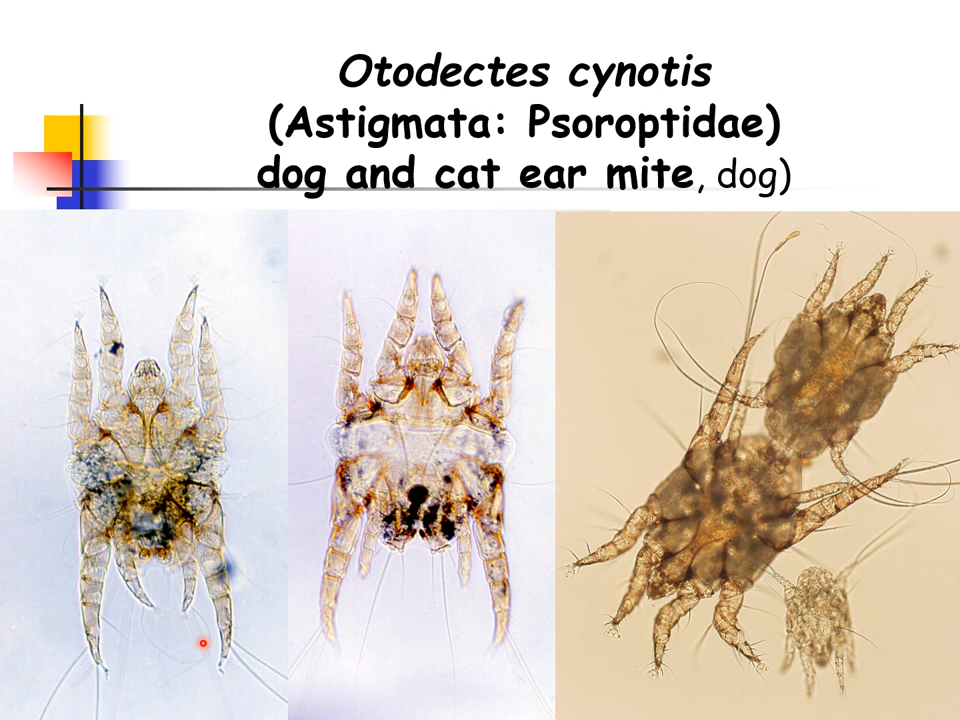 Otodectes cynotis
(Astigmata: Psoroptidae)
dog and cat ear mite, dog)